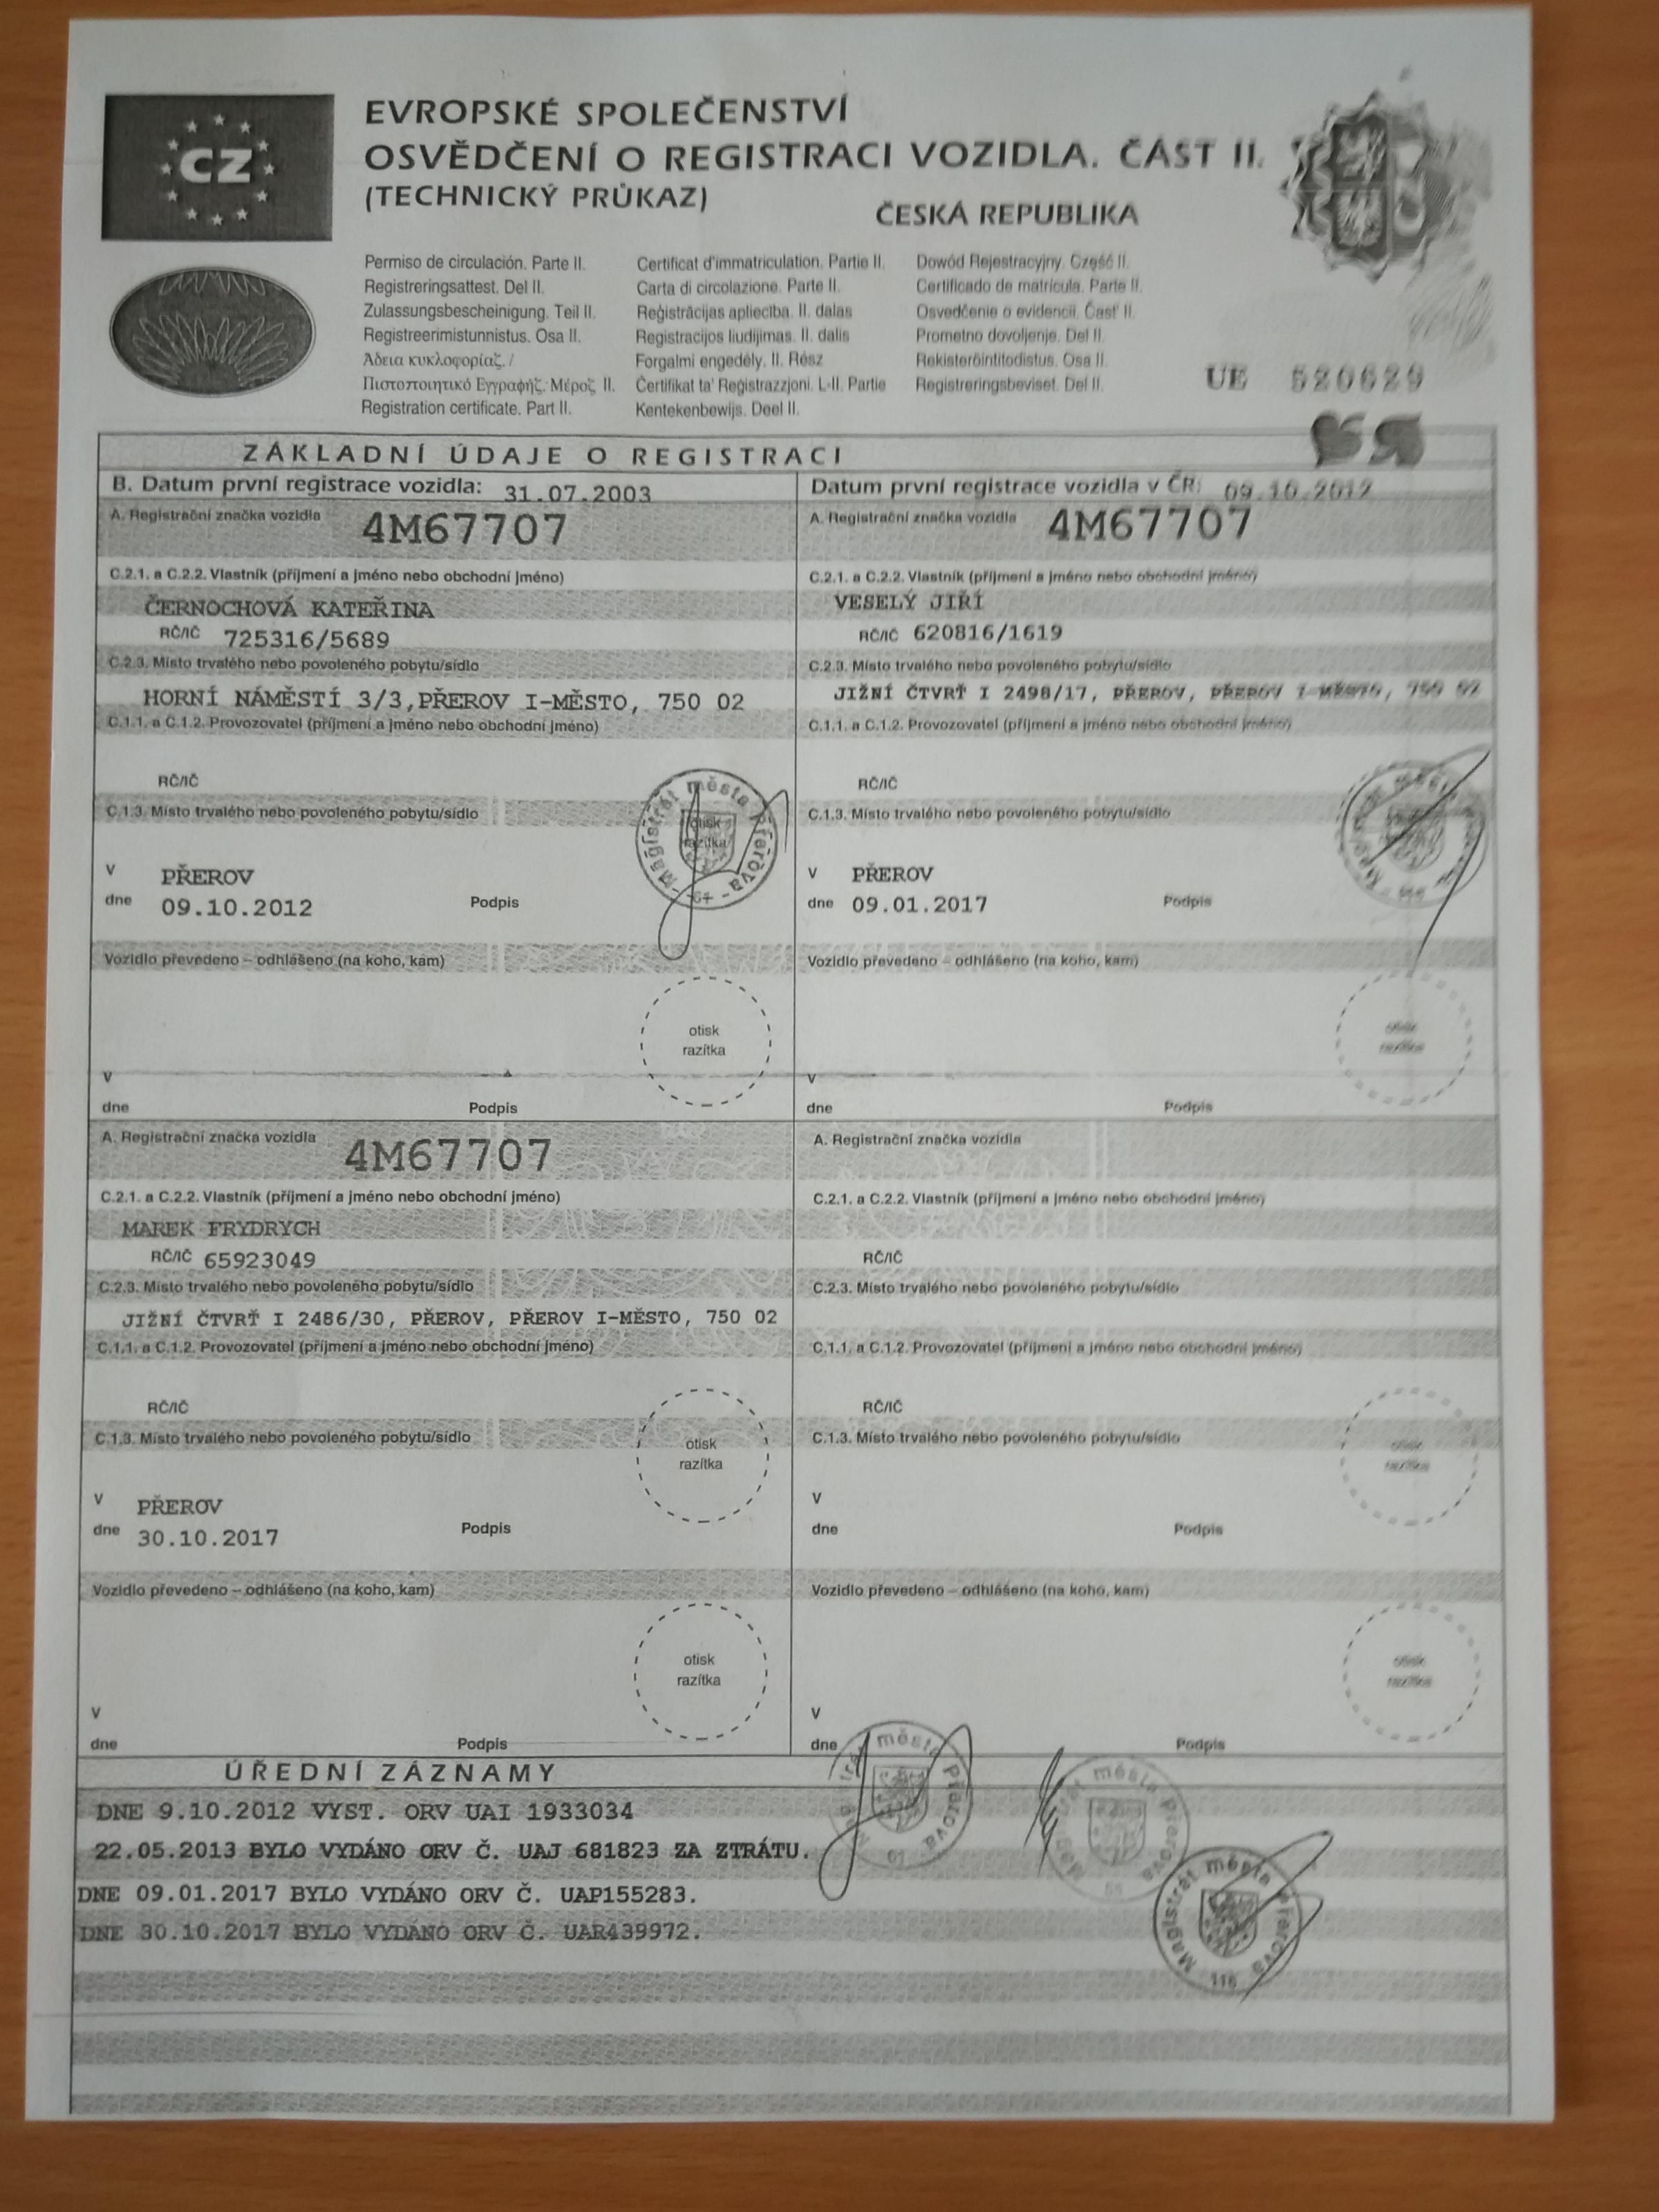 CZ
EVROPSKÉ SPOLEČENSTVÍ
OSVĚDČENÍ O REGISTRACI VOZIDLA. ČÁST II.
(TECHNICKÝ PRŮKAZ)
ČESKÁ REPUBLIKA
Permiso de circulación. Parte II. Certificat d'immatriculation. Partie II. Dowód Rejestracyjny. Część II.
Registreringsattest. Del II. Carta di circolazione. Parte II. Certificado de matrícula. Parte II.
Zulassungsbescheinigung. Teil II. Reģistrācijas apliecība. II. dalas Osvedčenie o evidencii. Časť II.
Registreerimistunnistus. Osa II. Registracijos liudijimas. II. dalis Prometno dovoljenje. Del II.
Άδεια κυκλοφορίαζ. / Forgalmi engedély. II. Rész Rekisteröintitodistus. Osa II.
Πιστοποιητικό Εγγραφήζ. Μέροζ II. Čertifikat ta' Reġistrazzjoni. L-II. Partie Registreringsbeviset. Del II.
Registration certificate. Part II. Kentekenbewijs. Deel II.
UE 520629
ZÁKLADNÍ ÚDAJE O REGISTRACI
B. Datum první registrace vozidla: 31.07.2003 Datum první registrace vozidla v ČR: 09.10.2012
A. Registrační značka vozidla 4M67707
C.2.1. a C.2.2. Vlastník (příjmení a jméno nebo obchodní jméno)
ČERNOCHOVÁ KATEŘINA
RČ/IČ 725316/5689
C.2.3. Místo trvalého nebo povoleného pobytu/sídlo
HORNÍ NÁMĚSTÍ 3/3,PŘEROV I-MĚSTO, 750 02
C.1.1. a C.1.2. Provozovatel (příjmení a jméno nebo obchodní jméno)
RČ/IČ
C.1.3. Místo trvalého nebo povoleného pobytu/sídlo
otisk
razítka
Magistrát města Přerova
V PŘEROV
dne 09.10.2012 Podpis
Vozidlo převedeno – odhlášeno (na koho, kam)
otisk
razítka
V
dne Podpis
A. Registrační značka vozidla 4M67707
C.2.1. a C.2.2. Vlastník (příjmení a jméno nebo obchodní jméno)
VESELÝ JIŘÍ
RČ/IČ 620816/1619
C.2.3. Místo trvalého nebo povoleného pobytu/sídlo
JIŽNÍ ČTVRŤ I 2498/17, PŘEROV, PŘEROV I-MĚSTO, 750 02
C.1.1. a C.1.2. Provozovatel (příjmení a jméno nebo obchodní jméno)
RČ/IČ
C.1.3. Místo trvalého nebo povoleného pobytu/sídlo
V PŘEROV
dne 09.01.2017 Podpis
Vozidlo převedeno – odhlášeno (na koho, kam)
otisk
razítka
V
dne Podpis
A. Registrační značka vozidla 4M67707
C.2.1. a C.2.2. Vlastník (příjmení a jméno nebo obchodní jméno)
MAREK FRYDRYCH
RČ/IČ 65923049
C.2.3. Místo trvalého nebo povoleného pobytu/sídlo
JIŽNÍ ČTVRŤ I 2486/30, PŘEROV, PŘEROV I-MĚSTO, 750 02
C.1.1. a C.1.2. Provozovatel (příjmení a jméno nebo obchodní jméno)
RČ/IČ
C.1.3. Místo trvalého nebo povoleného pobytu/sídlo
otisk
razítka
V PŘEROV
dne 30.10.2017 Podpis
Vozidlo převedeno – odhlášeno (na koho, kam)
otisk
razítka
V
dne Podpis
A. Registrační značka vozidla
C.2.1. a C.2.2. Vlastník (příjmení a jméno nebo obchodní jméno)
RČ/IČ
C.2.3. Místo trvalého nebo povoleného pobytu/sídlo
C.1.1. a C.1.2. Provozovatel (příjmení a jméno nebo obchodní jméno)
RČ/IČ
C.1.3. Místo trvalého nebo povoleného pobytu/sídlo
otisk
razítka
V
dne Podpis
Vozidlo převedeno – odhlášeno (na koho, kam)
otisk
razítka
V
dne Podpis
ÚŘEDNÍ ZÁZNAMY
DNE 9.10.2012 VYST. ORV UAI 1933034
22.05.2013 BYLO VYDÁNO ORV Č. UAJ 681823 ZA ZTRÁTU.
DNE 09.01.2017 BYLO VYDÁNO ORV Č. UAP155283.
DNE 30.10.2017 BYLO VYDÁNO ORV Č. UAR439972.
Magistrát města Přerova
Magistrát města Přerova
Magistrát města Přerova
116